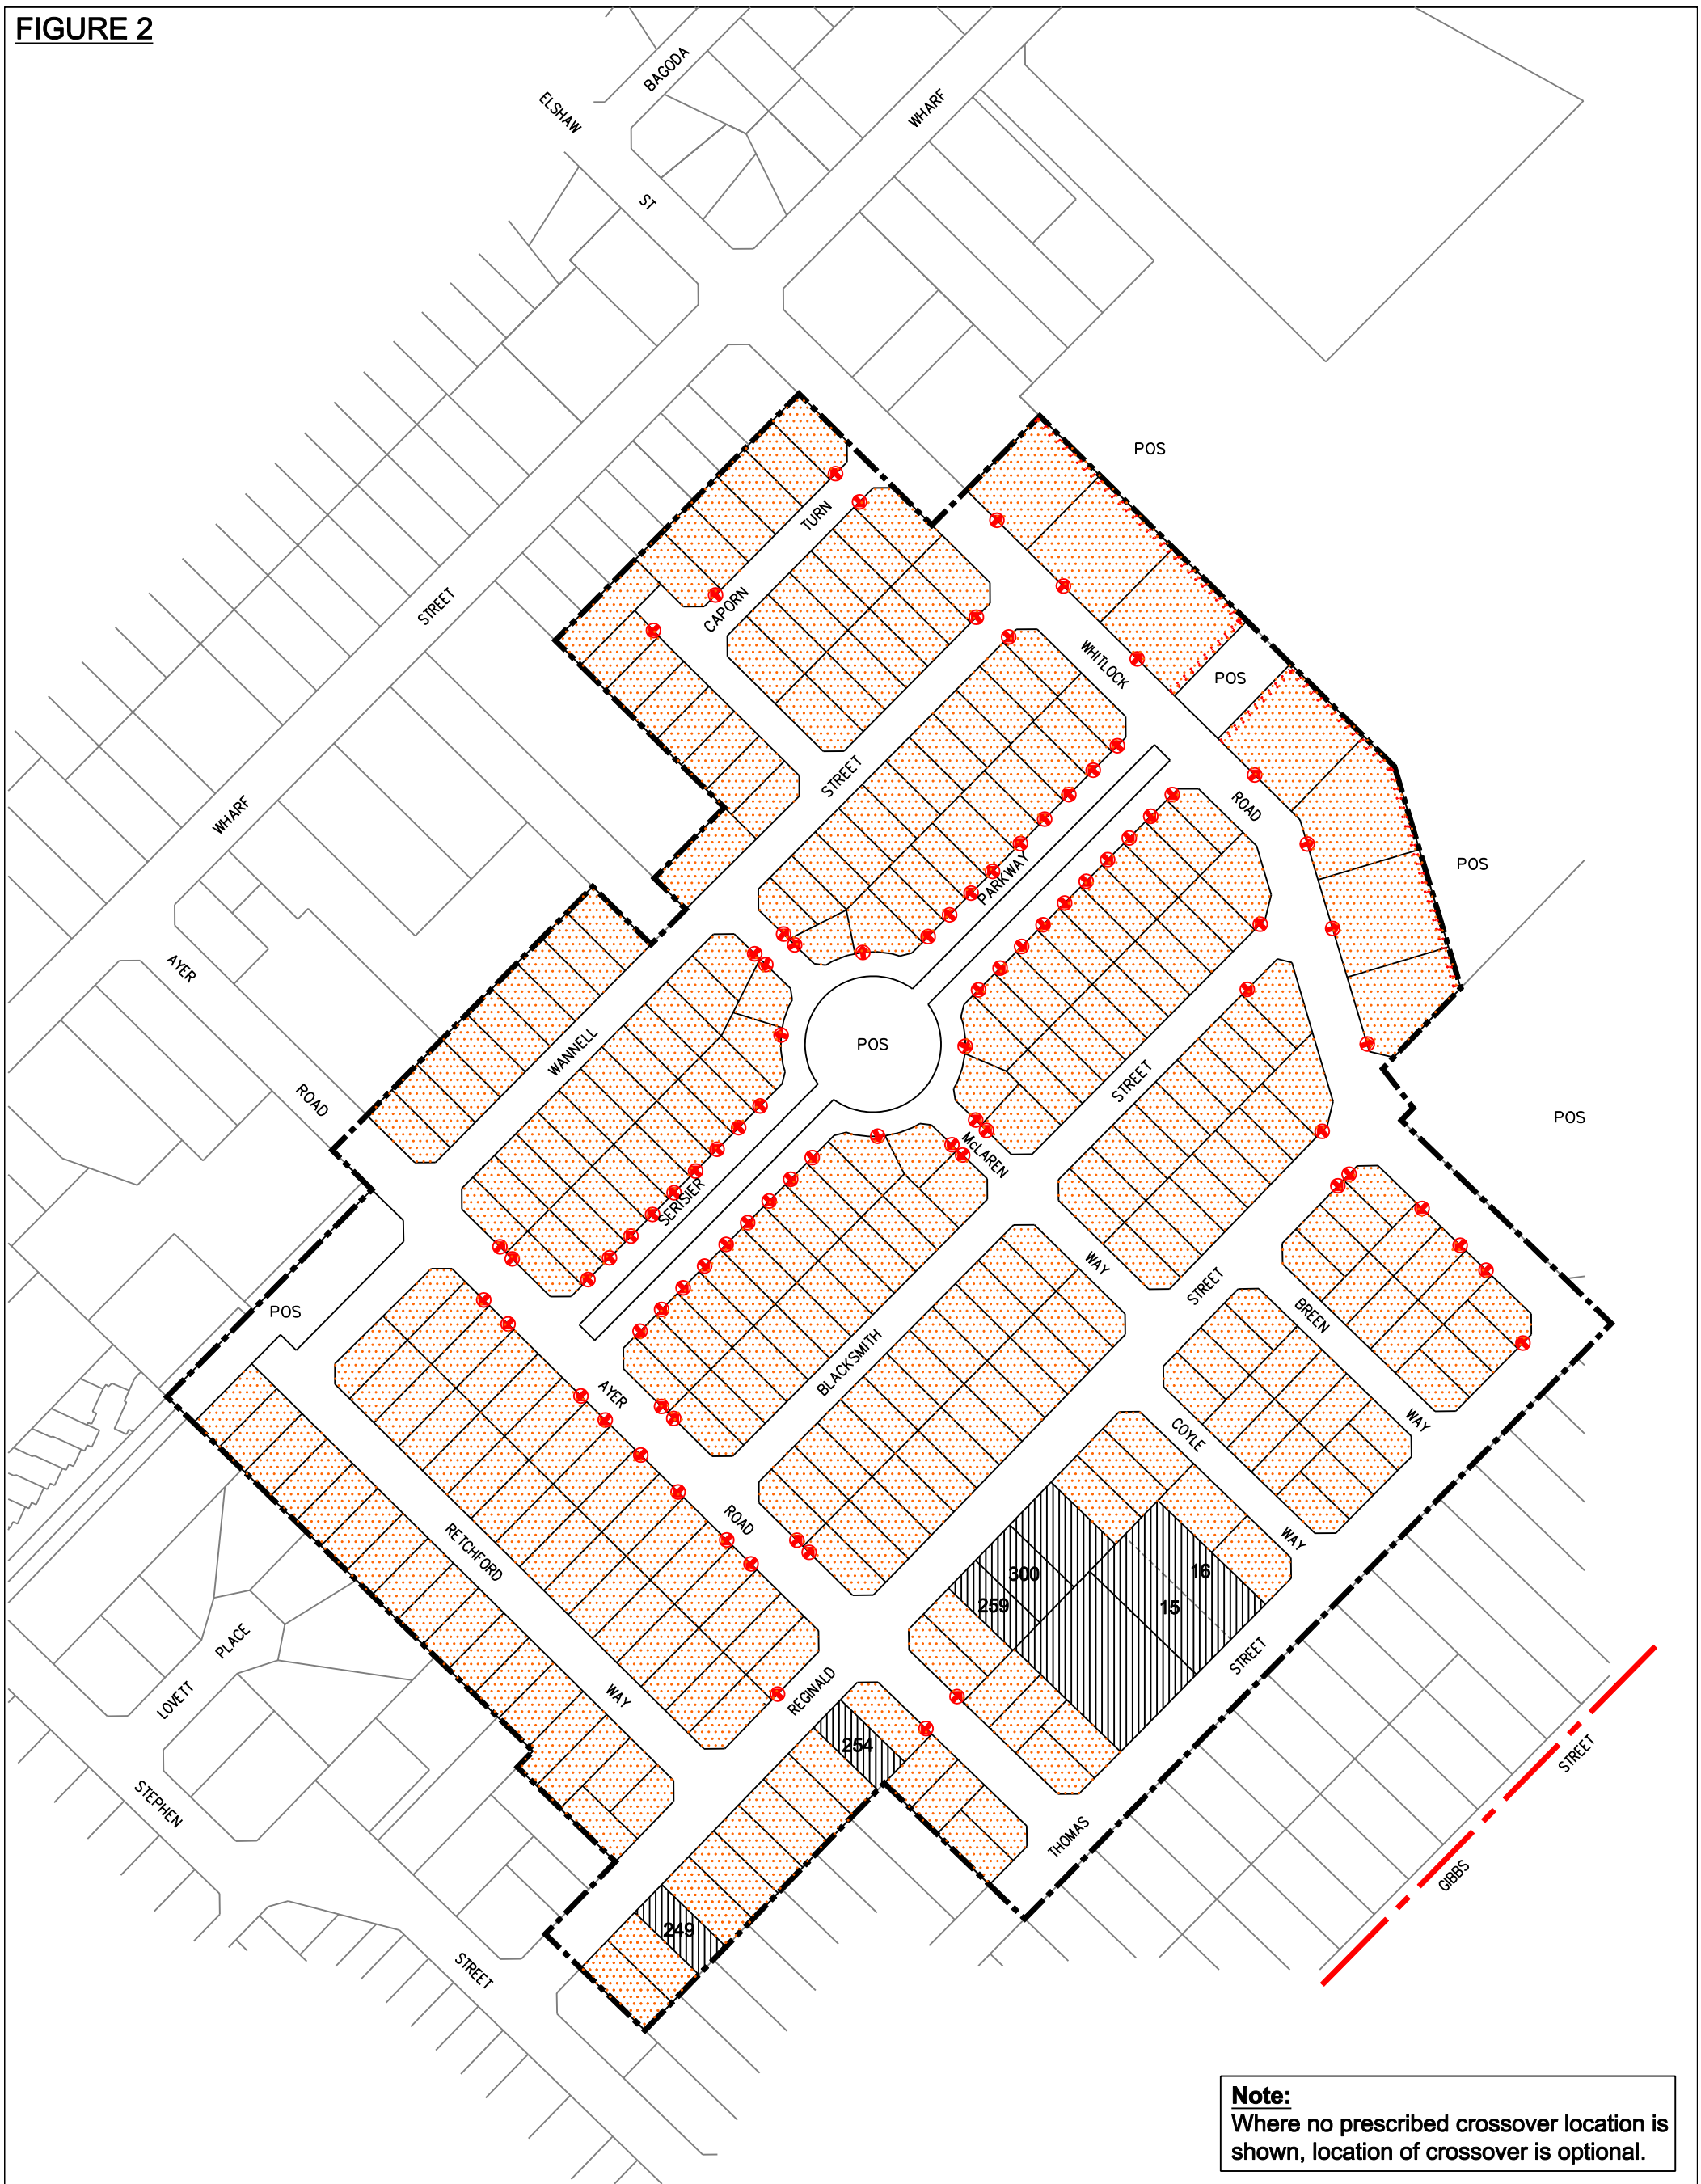 FIGURE 2
BAGODA
ELSHAW
WHARF
ST
POS
TURN
CAPORN
STREET
WHITLOCK
POS
STREET
WHARF
ROAD
PARKWAY
POS
AYER
WANNELL
POS
STREET
ROAD
POS
McLAREN
SERISIER
WAY
STREET
POS
BREEN
BLACKSMITH
AYER
WAY
COYLE
ROAD
WAY
RETCHFORD
300
16
259
15
PLACE
STREET
LOVETT
WAY
REGINALD
254
STREET
STEPHEN
THOMAS
GIBBS
249
STREET
Note:
Where no prescribed crossover location is
shown, location of crossover is optional.